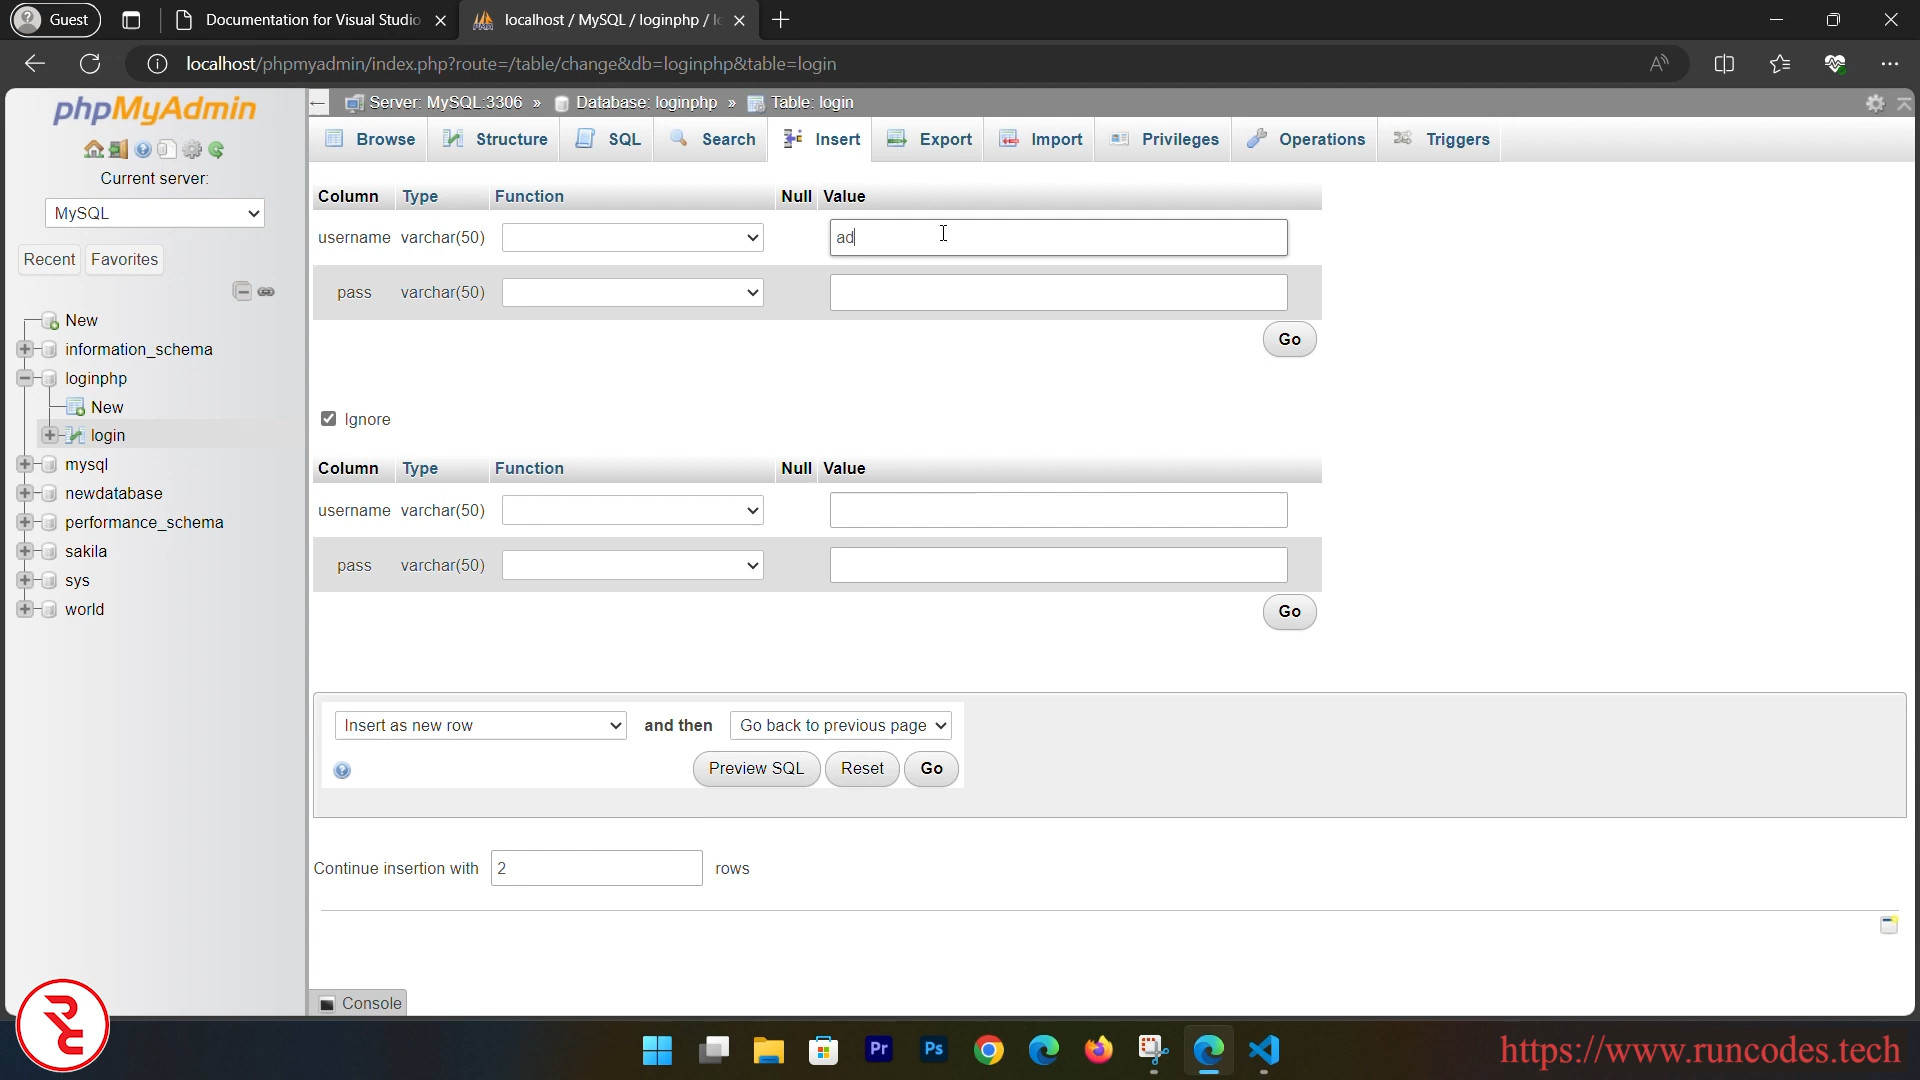 Guest
Documentation for Visual Studio
localhost / MySQL / loginphp / lo
localhost/phpmyadmin/index.php?route=/table/change&db=loginphp&table=login
phpMyAdmin
Current server:
MySQL
Recent
Favorites
New
information_schema
loginphp
New
login
mysql
newdatabase
performance_schema
sakila
sys
world
Server: MySQL:3306 » Database: loginphp » Table: login
Browse Structure SQL Search Insert Export Import Privileges Operations Triggers
Column Type Function Null Value
username varchar(50) ad
pass varchar(50)
Go
Ignore
Column Type Function Null Value
username varchar(50)
pass varchar(50)
Go
Insert as new row and then Go back to previous page
Preview SQL Reset Go
Continue insertion with 2 rows
Console
Pr
Ps
https://www.runcodes.tech